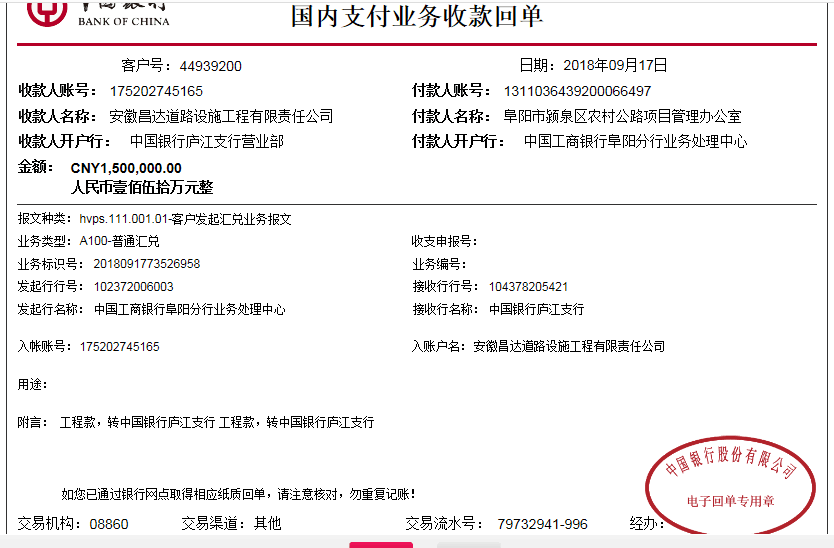 中国银行
BANK OF CHINA
国内支付业务收款回单
客户号：44939200 日期：2018年09月17日
收款人账号：175202745165 付款人账号：1311036439200066497
收款人名称：安徽昌达道路设施工程有限责任公司 付款人名称：阜阳市颍泉区农村公路项目管理办公室
收款人开户行：中国银行庐江支行营业部 付款人开户行：中国工商银行阜阳分行业务处理中心
金额：CNY1,500,000.00
人民币壹佰伍拾万元整
报文种类：hvps.111.001.01-客户发起汇兑业务报文
业务类型：A100-普通汇兑 收支申报号：
业务标识号：2018091773526958 业务编号：
发起行行号：102372006003 接收行行号：104378205421
发起行名称：中国工商银行阜阳分行业务处理中心 接收行名称：中国银行庐江支行
入帐账号：175202745165 入账户名：安徽昌达道路设施工程有限责任公司
用途：
附言：工程款，转中国银行庐江支行 工程款，转中国银行庐江支行
中国银行股份有限公司
电子回单专用章
如您已通过银行网点取得相应纸质回单，请注意核对，勿重复记账！
交易机构：08860 交易渠道：其他 交易流水号：79732941-996 经办：